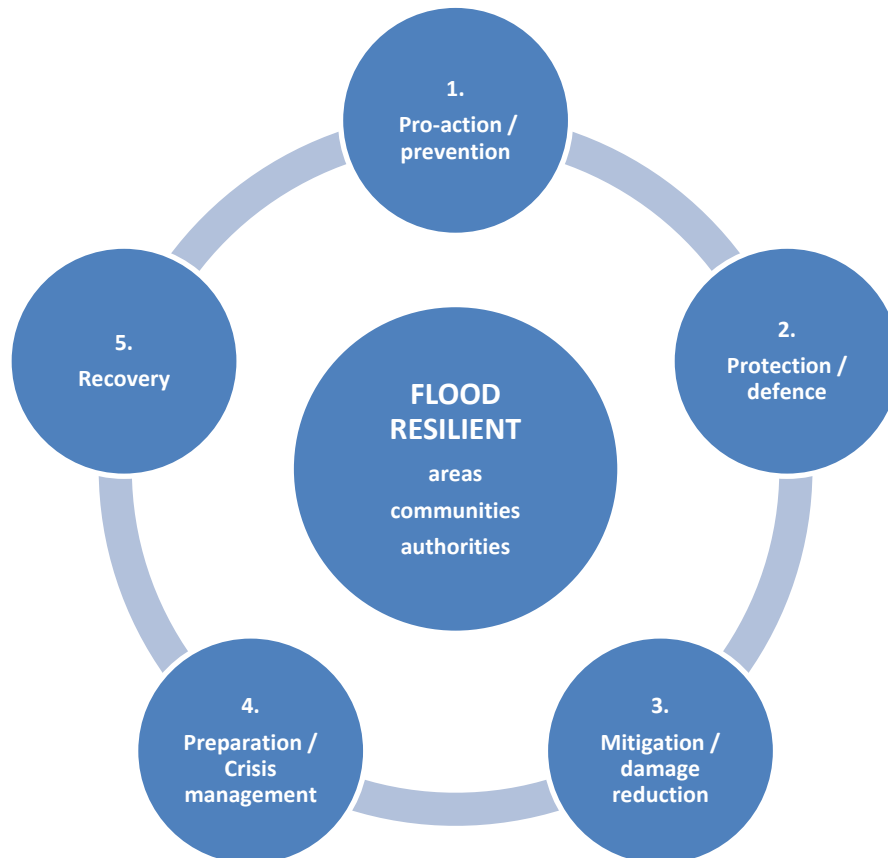 1.
Pro-action /
prevention
2.
Protection /
defence
3.
Mitigation /
damage
reduction
4.
Preparation /
Crisis
management
5.
Recovery
FLOOD
RESILIENT
areas
communities
authorities